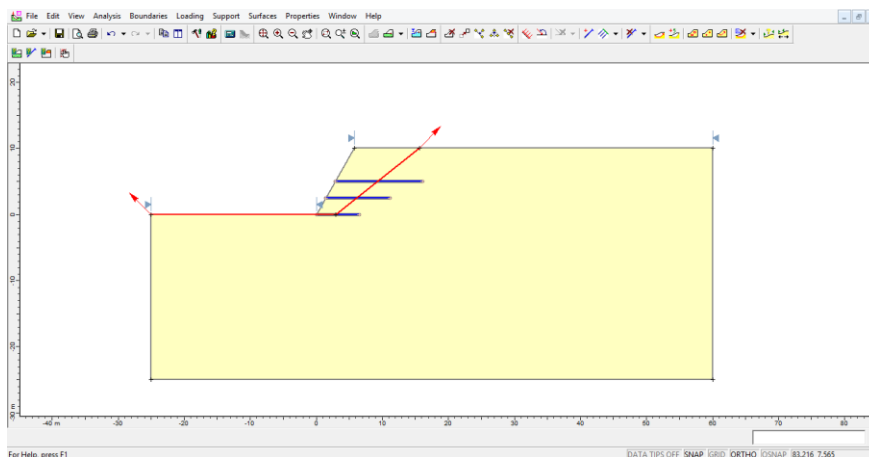 File Edit View Analysis Boundaries Loading Support Surfaces Properties Window Help
20
10
0
-10
-20
-30 m
-40 m -30 -20 -10 0 10 20 30 40 50 60 70 80
For Help, press F1 DATA TIPS OFF SNAP GRID ORTHO OSNAP 83.216 7.565